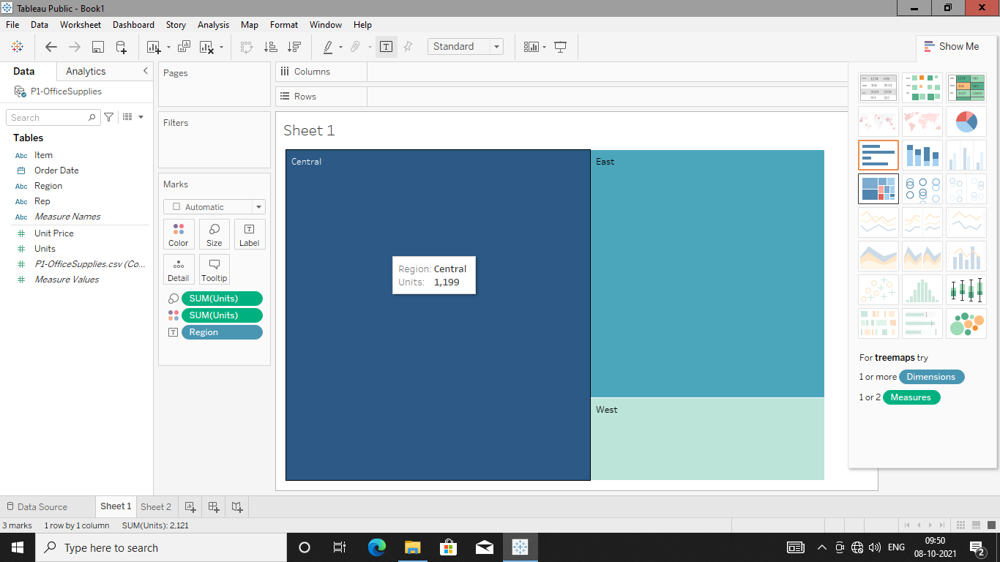 Tableau Public - Book1
File Data Worksheet Dashboard Story Analysis Map Format Window Help
Standard
Show Me
Data Analytics
P1-OfficeSupplies
Search
Tables
Abc Item
Order Date
Abc Region
Abc Rep
Abc Measure Names
Unit Price
Units
P1-OfficeSupplies.csv (Co...
Measure Values
Pages
Filters
Marks
Automatic
Color Size Label
Detail Tooltip
SUM(Units)
SUM(Units)
Region
Columns
Rows
Sheet 1
Central
East
West
Region: Central
Units: 1,199
For treemaps try
1 or more Dimensions
1 or 2 Measures
Data Source Sheet 1 Sheet 2
3 marks 1 row by 1 column SUM(Units): 2,121
Type here to search
ENG
09:50
08-10-2021
2